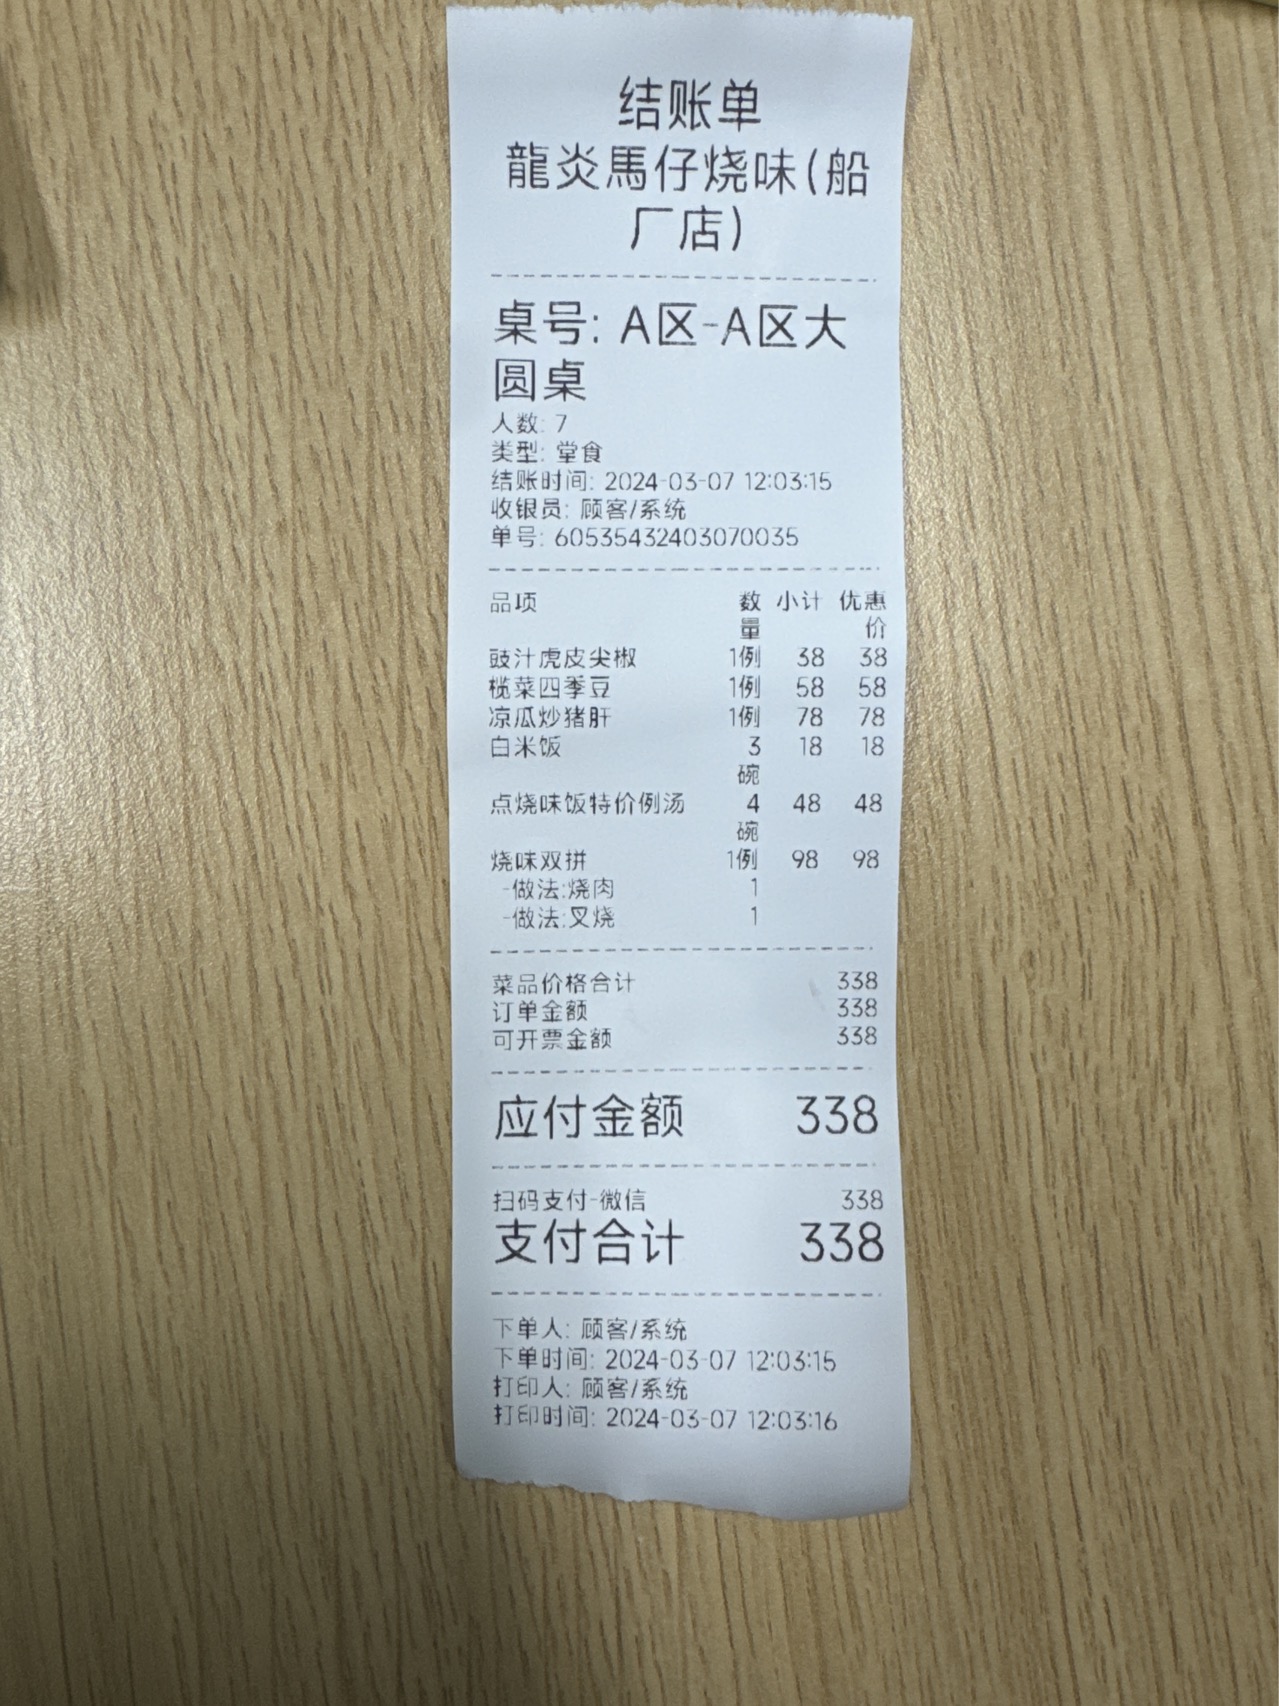 结账单
龍炎馬仔烧味(船
厂店)
桌号: A区-A区大
圆桌
人数: 7
类型: 堂食
结账时间: 2024-03-07 12:03:15
收银员: 顾客/系统
单号: 605354322403070035
品项 数 小计 优惠
量 价
豉汁虎皮尖椒 1例 38 38
榄菜四季豆 1例 58 58
凉瓜炒猪肝 1例 78 78
白米饭 3 18 18
碗
点烧味饭特价例汤 4 48 48
碗
烧味双拼 1例 98 98
-做法:烧肉 1
-做法:叉烧 1
菜品价格合计 338
订单金额 338
可开票金额 338
应付金额 338
扫码支付-微信 338
支付合计 338
下单人: 顾客/系统
下单时间: 2024-03-07 12:03:15
打印人: 顾客/系统
打印时间: 2024-03-07 12:03:16